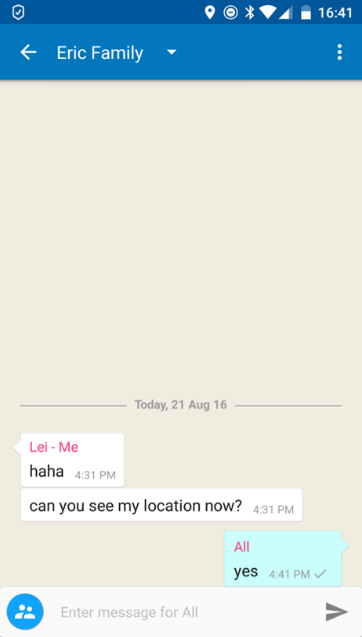 16:41
Eric Family
Today, 21 Aug 16
Lei - Me
haha 4:31 PM
can you see my location now? 4:31 PM
All
yes 4:41 PM
Enter message for All